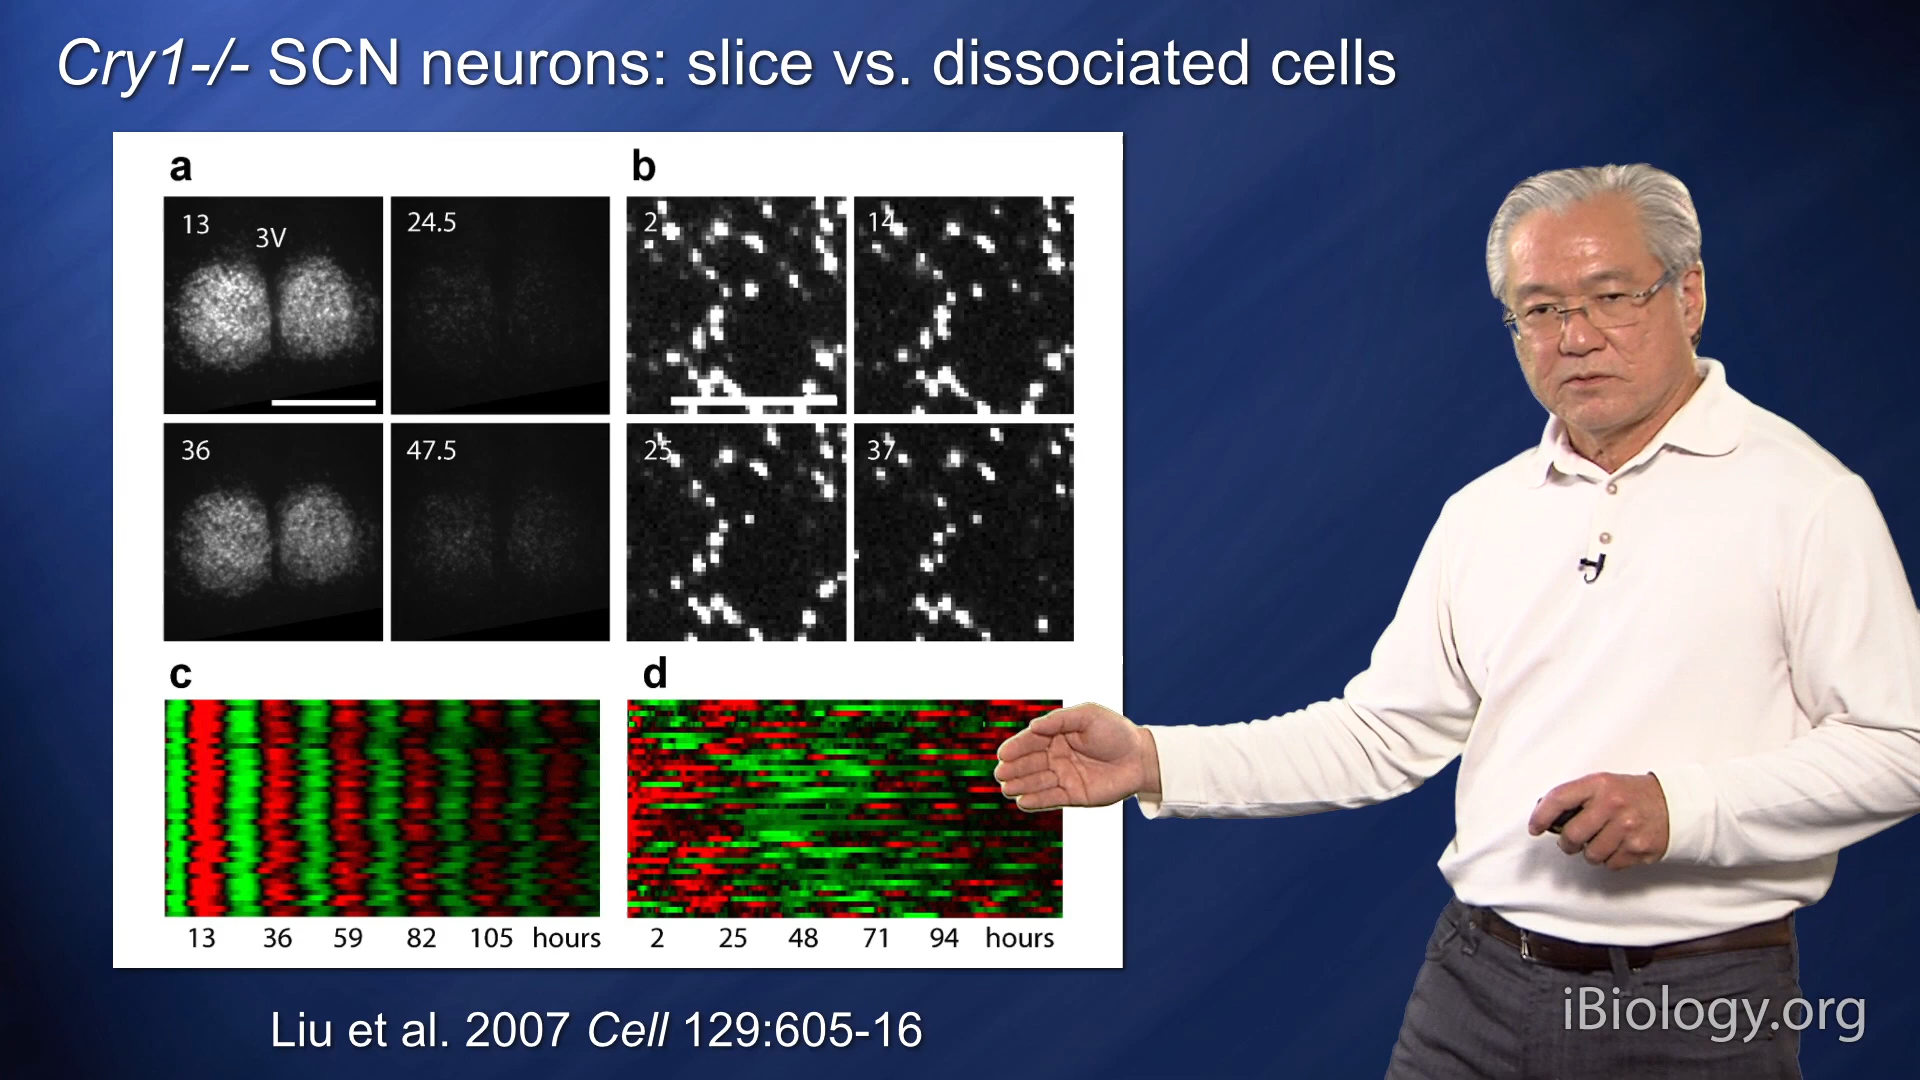 Cry1-/- SCN neurons: slice vs. dissociated cells
a
b
13
3V
24.5
2
14
36
47.5
25
37
c
d
13 36 59 82 105 hours
2 25 48 71 94 hours
Liu et al. 2007 Cell 129:605-16
iBiology.org